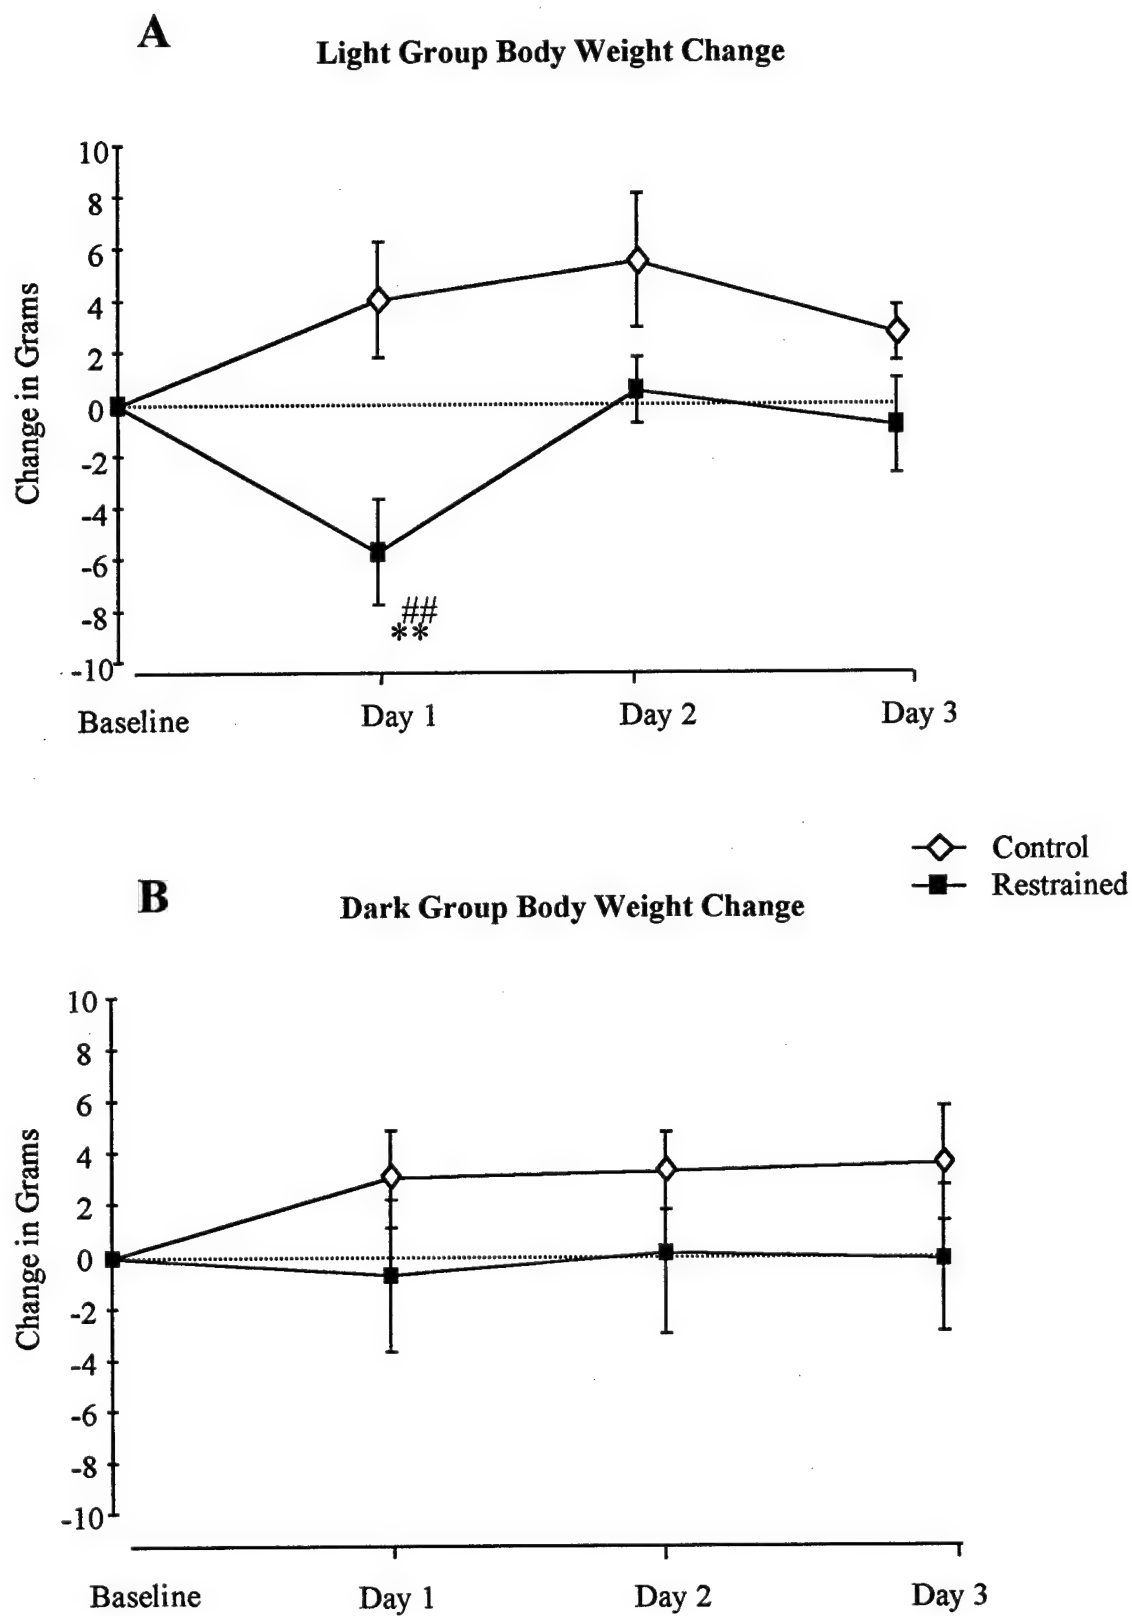 A
Light Group Body Weight Change
Change in Grams
10
8
6
4
2
0
-2
-4
-6
-8
-10
##
**
Baseline Day 1 Day 2 Day 3
Control
Restrained
B
Dark Group Body Weight Change
Change in Grams
10
8
6
4
2
0
-2
-4
-6
-8
-10
Baseline Day 1 Day 2 Day 3